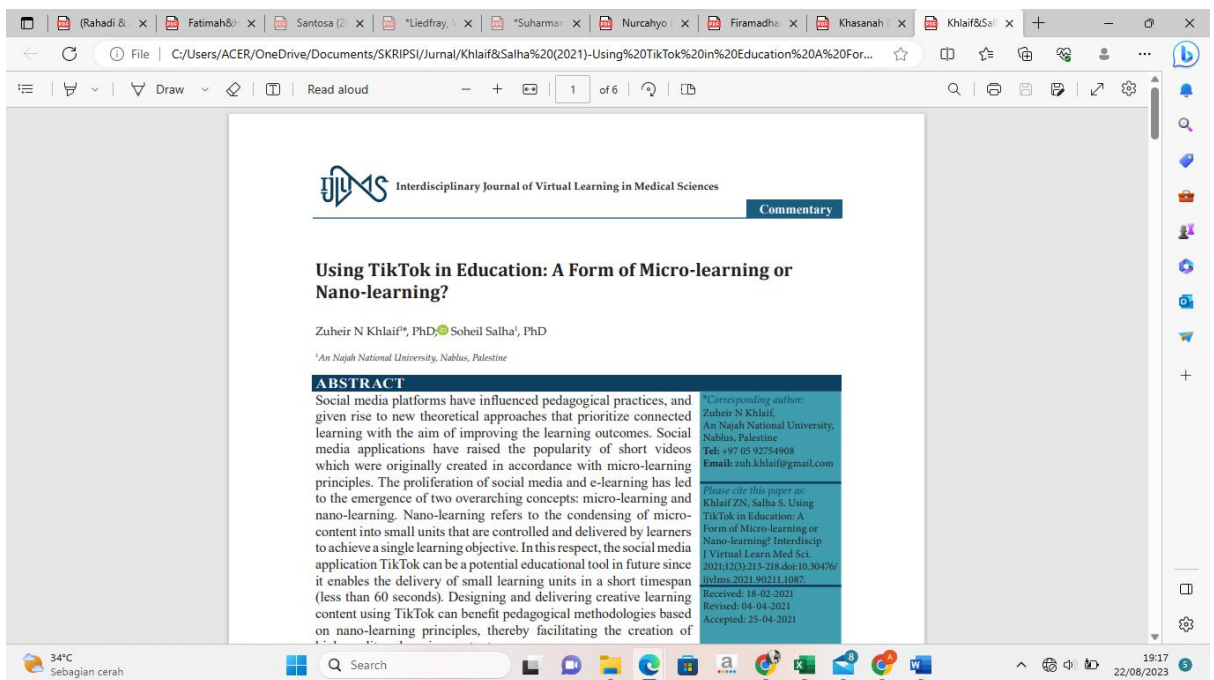 (Rahadi &
Fatimah&
Santosa (2
*Liedfray,
*Suharma
Nurcahyo
Firamadha
Khasanah
Khlaif&Sal
File
C:/Users/ACER/OneDrive/Documents/SKRIPSI/Jurnal/Khlaif&Salha%20(2021)-Using%20TikTok%20in%20Education%20A%20For...
Draw
Read aloud
1 of 6
IJVLMS
Interdisciplinary Journal of Virtual Learning in Medical Sciences
Commentary
Using TikTok in Education: A Form of Micro-learning or
Nano-learning?
Zuheir N Khlaif1*, PhD; Soheil Salha1, PhD
1An Najah National University, Nablus, Palestine
ABSTRACT
Social media platforms have influenced pedagogical practices, and
given rise to new theoretical approaches that prioritize connected
learning with the aim of improving the learning outcomes. Social
media applications have raised the popularity of short videos
which were originally created in accordance with micro-learning
principles. The proliferation of social media and e-learning has led
to the emergence of two overarching concepts: micro-learning and
nano-learning. Nano-learning refers to the condensing of micro-
content into small units that are controlled and delivered by learners
to achieve a single learning objective. In this respect, the social media
application TikTok can be a potential educational tool in future since
it enables the delivery of small learning units in a short timespan
(less than 60 seconds). Designing and delivering creative learning
content using TikTok can benefit pedagogical methodologies based
on nano-learning principles, thereby facilitating the creation of
*Corresponding author:
Zuheir N Khlaif,
An Najah National University,
Nablus, Palestine
Tel: +97 05 92754908
Email: zuh.khlaif@gmail.com
Please cite this paper as:
Khlaif ZN, Salha S. Using
TikTok in Education: A
Form of Micro-learning or
Nano-learning? Interdiscip
J Virtual Learn Med Sci.
2021;12(3):213-218.doi:10.30476/
ijvlms.2021.90211.1087.
Received: 18-02-2021
Revised: 04-04-2021
Accepted: 25-04-2021
34°C
Sebagian cerah
Search
19:17
22/08/2023